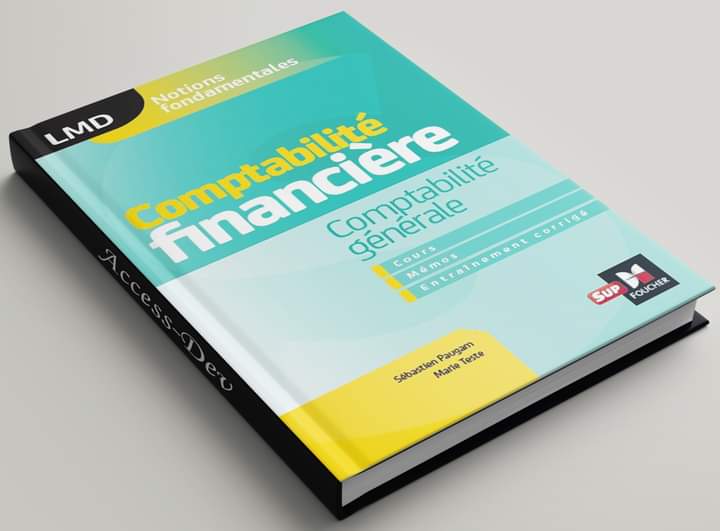 LMD
Notions
fondamentales
Comptabilité
financière
Comptabilité
générale
Cours
Mémos
Entraînement corrigé
SUP
FOUCHER
Sébastien Paugam
Marie Teste
Access-Dev